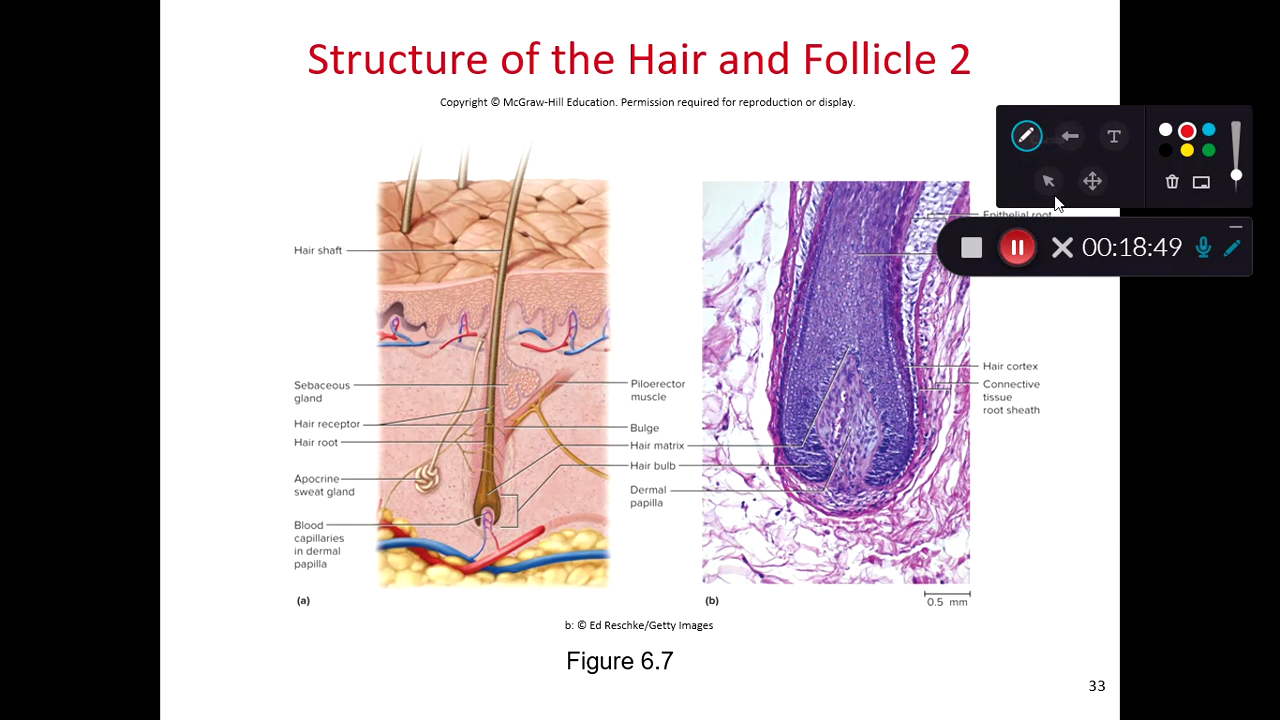 Structure of the Hair and Follicle 2
Copyright © McGraw-Hill Education. Permission required for reproduction or display.
Hair shaft
Sebaceous
gland
Hair receptor
Hair root
Apocrine
sweat gland
Blood
capillaries
in dermal
papilla
Piloerector
muscle
Bulge
Hair matrix
Hair bulb
Dermal
papilla
Epithelial root
Hair cortex
Connective
tissue
root sheath
(a)
(b)
0.5 mm
b: © Ed Reschke/Getty Images
Figure 6.7
33
T
00:18:49